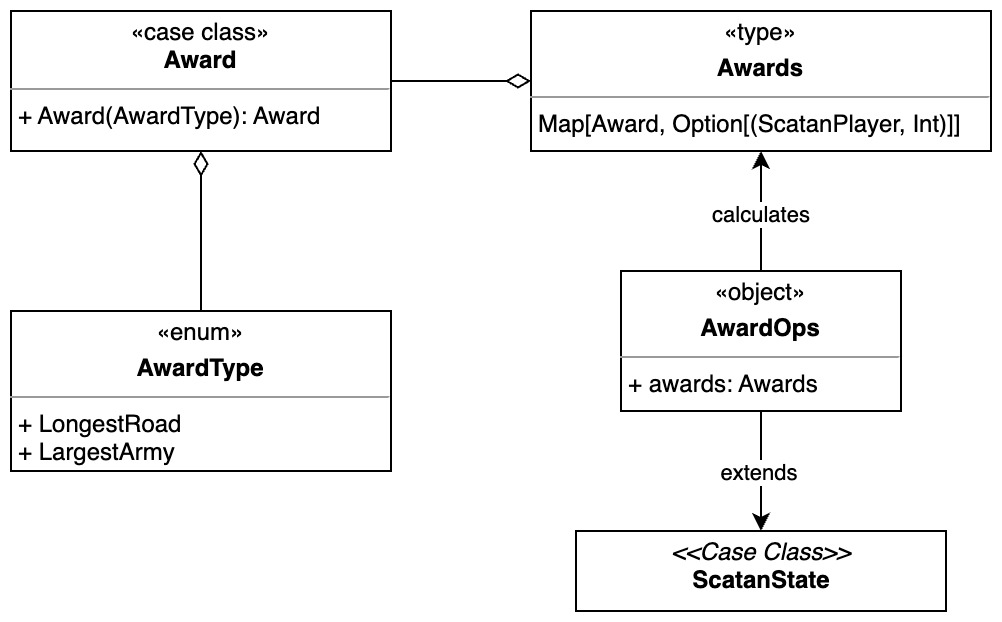 «case class»
Award
+ Award(AwardType): Award
«type»
Awards
Map[Award, Option[(ScatanPlayer, Int)]]
calculates
«enum»
AwardType
+ LongestRoad
+ LargestArmy
«object»
AwardOps
+ awards: Awards
extends
<<Case Class>>
ScatanState